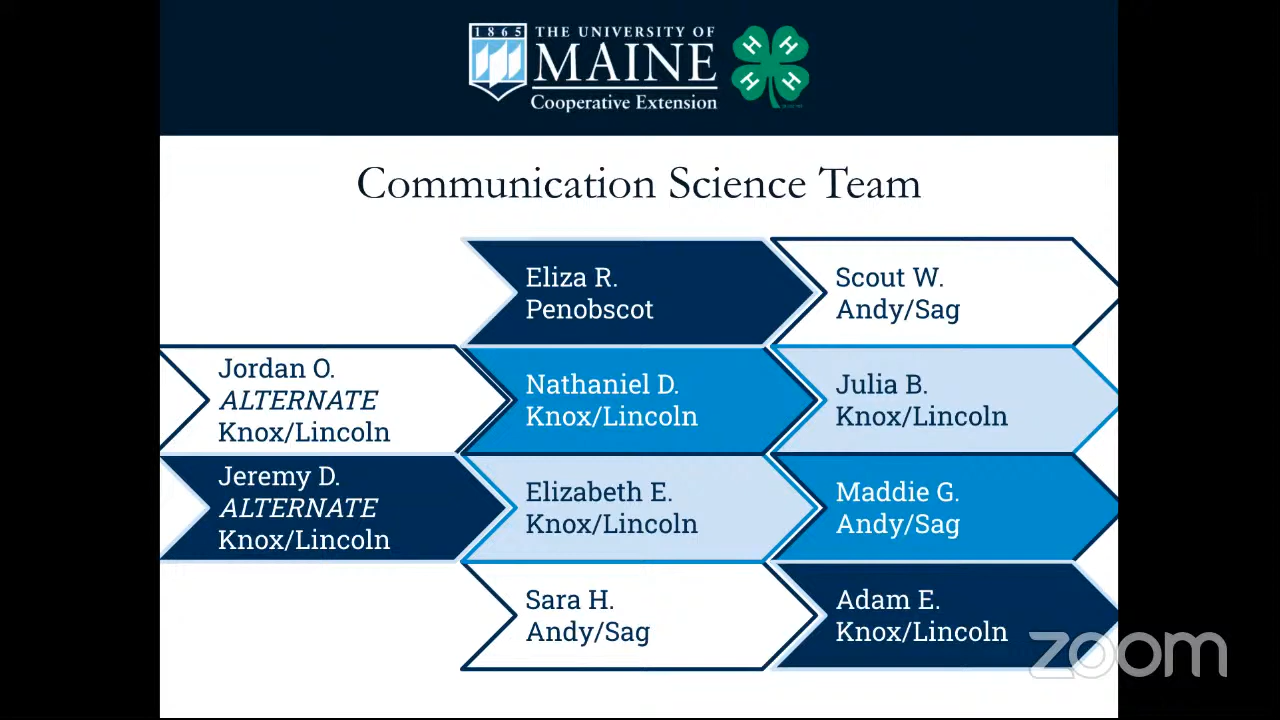 1865
THE UNIVERSITY OF
MAINE
Cooperative Extension
H H
H H
Communication Science Team
Eliza R.
Penobscot
Scout W.
Andy/Sag
Jordan O.
ALTERNATE
Knox/Lincoln
Nathaniel D.
Knox/Lincoln
Julia B.
Knox/Lincoln
Jeremy D.
ALTERNATE
Knox/Lincoln
Elizabeth E.
Knox/Lincoln
Maddie G.
Andy/Sag
Sara H.
Andy/Sag
Adam E.
Knox/Lincoln
zoom